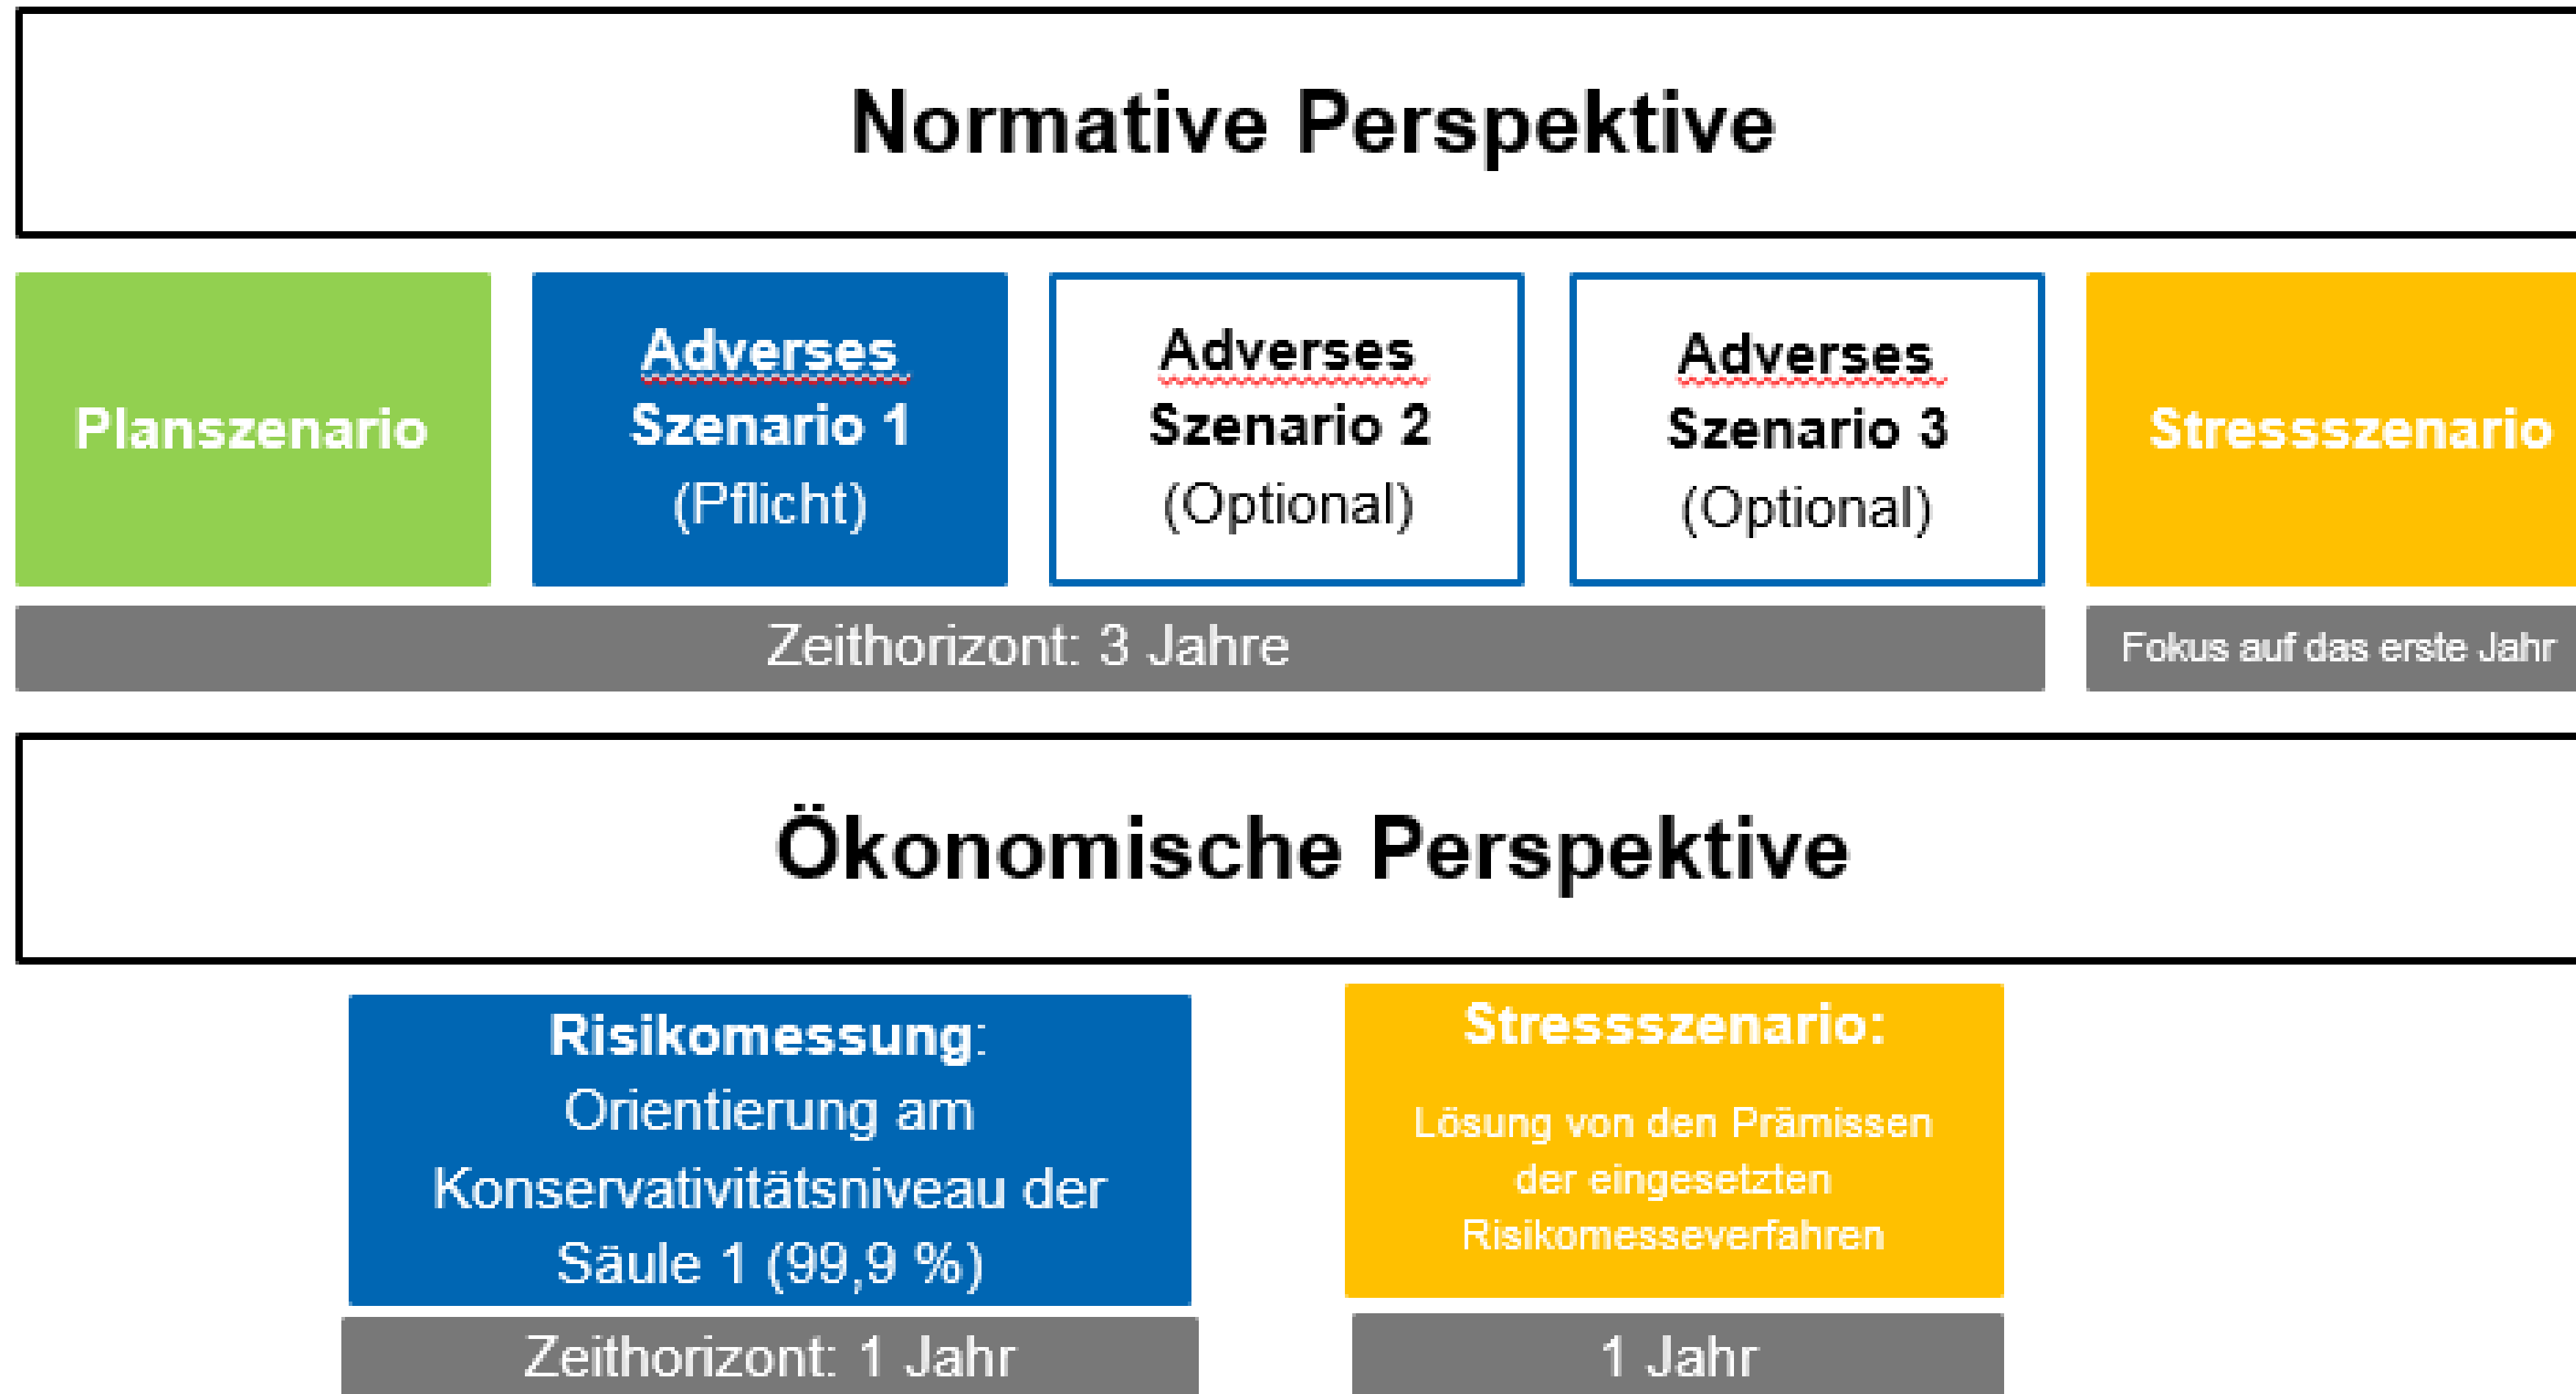 Normative Perspektive
Planszenario
Adverses
Szenario 1
(Pflicht)
Adverses
Szenario 2
(Optional)
Adverses
Szenario 3
(Optional)
Stressszenario
Zeithorizont: 3 Jahre
Fokus auf das erste Jahr
Ökonomische Perspektive
Risikomessung:
Orientierung am
Konservativitätsniveau der
Säule 1 (99,9 %)
Zeithorizont: 1 Jahr
Stressszenario:
Lösung von den Prämissen
der eingesetzten
Risikomesseverfahren
1 Jahr